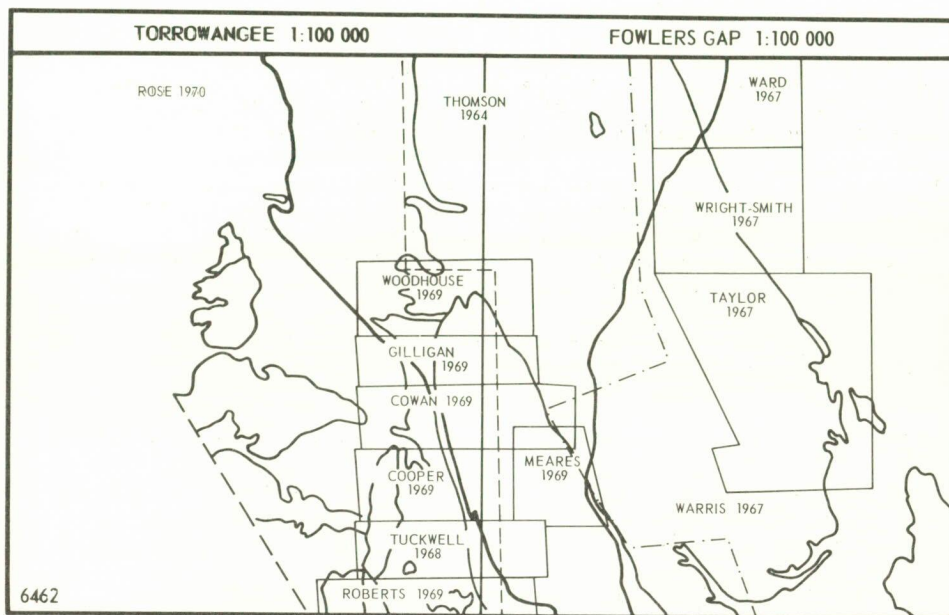 TORROWANGEE 1:100 000
FOWLERS GAP 1:100 000
ROSE 1970
THOMSON
1964
WARD
1967
WRIGHT-SMITH
1967
WOODHOUSE
1969
TAYLOR
1967
GILLIGAN
1969
COWAN 1969
COOPER
1969
MEARES
1969
WARRIS 1967
TUCKWELL
1968
ROBERTS 1969
6462